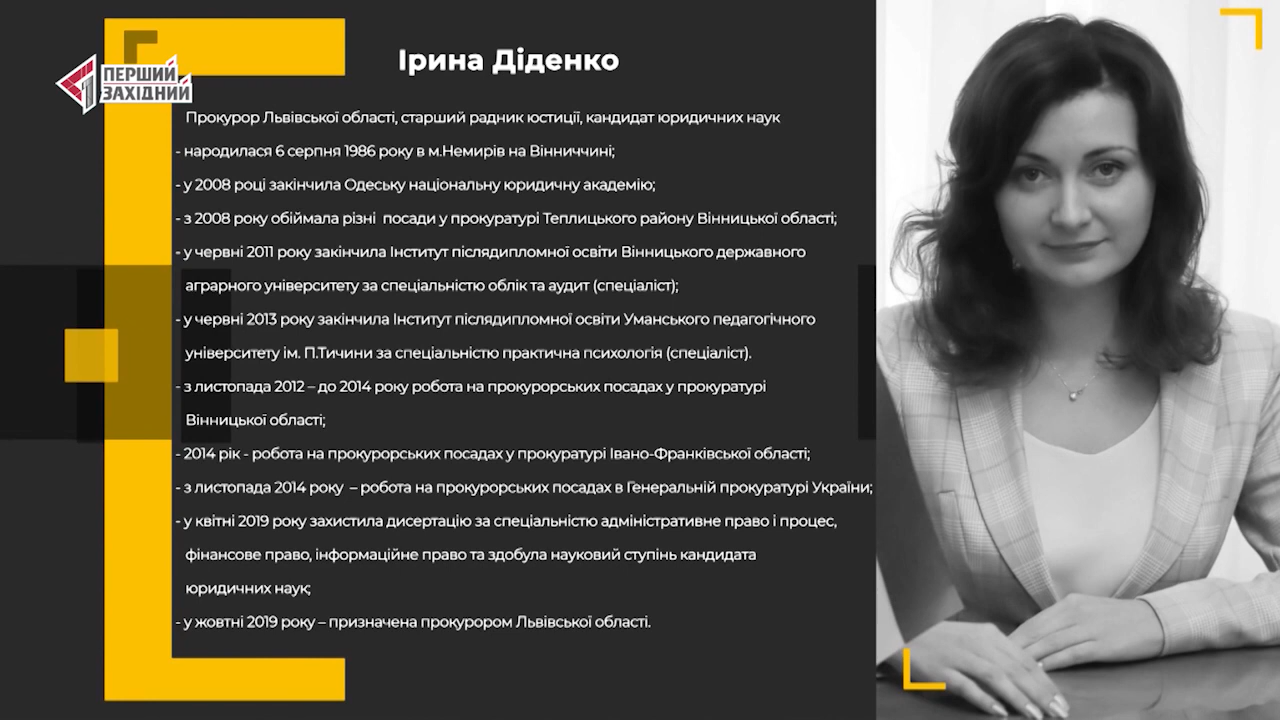 Ірина Діденко
ПЕРШИЙ
ЗАХІДНИЙ
Прокурор Львівської області, старший радник юстиції, кандидат юридичних наук
- народилася 6 серпня 1986 року в м.Немирів на Вінниччині;
- у 2008 році закінчила Одеську національну юридичну академію;
- з 2008 року обіймала різні посади у прокуратурі Теплицького району Вінницької області;
- у червні 2011 року закінчила Інститут післядипломної освіти Вінницького державного
аграрного університету за спеціальністю облік та аудит (спеціаліст);
- у червні 2013 року закінчила Інститут післядипломної освіти Уманського педагогічного
університету ім. П.Тичини за спеціальністю практична психологія (спеціаліст).
- з листопада 2012 – до 2014 року робота на прокурорських посадах у прокуратурі
Вінницької області;
- 2014 рік - робота на прокурорських посадах у прокуратурі Івано-Франківської області;
- з листопада 2014 року – робота на прокурорських посадах в Генеральній прокуратурі України;
- у квітні 2019 року захистила дисертацію за спеціальністю адміністративне право і процес,
фінансове право, інформаційне право та здобула науковий ступінь кандидата
юридичних наук;
- у жовтні 2019 року – призначена прокурором Львівської області.